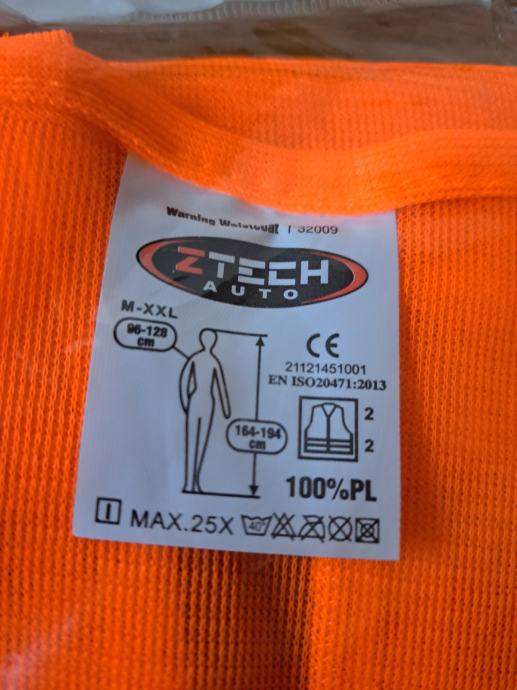 Warning Waistcoat | 32009
ZTECH
AUTO
M-XXL
96-128
cm
CE
21121451001
EN ISO20471:2013
2
2
164-194
cm
100%PL
MAX.25X 40°